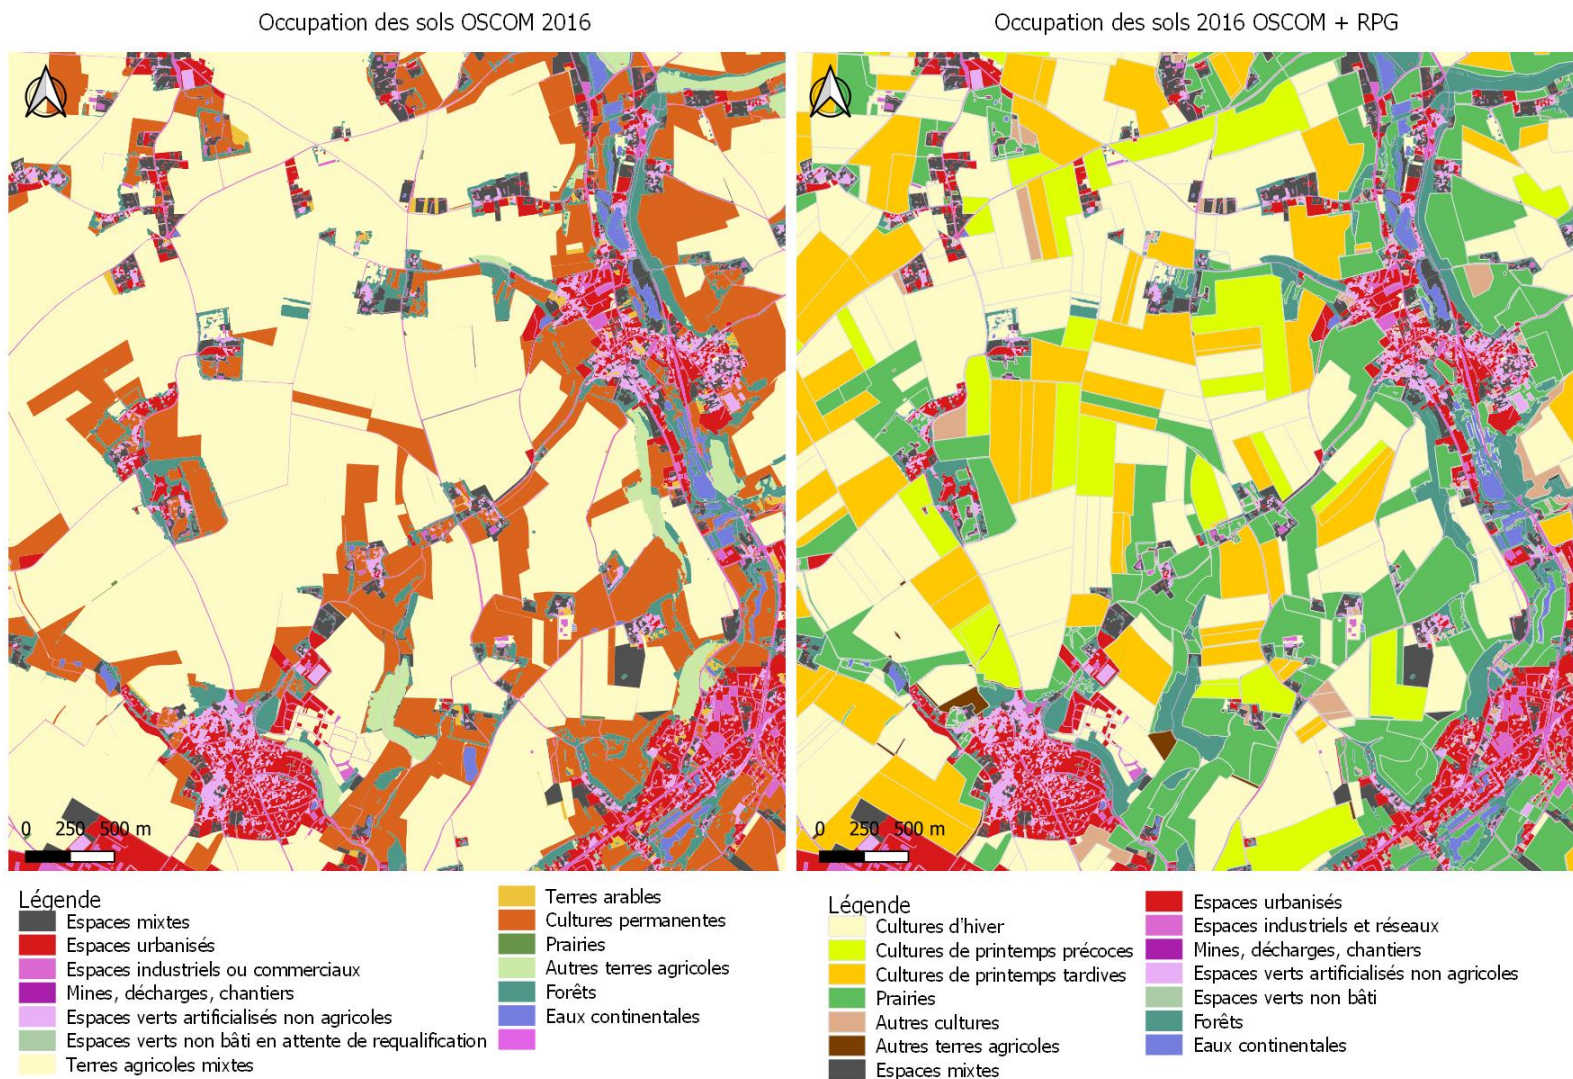 Occupation des sols OSCOM 2016
Occupation des sols 2016 OSCOM + RPG
0 250 500 m
0 250 500 m
Légende
Espaces mixtes
Espaces urbanisés
Espaces industriels ou commerciaux
Mines, décharges, chantiers
Espaces verts artificialisés non agricoles
Espaces verts non bâti en attente de requalification
Terres agricoles mixtes
Terres arables
Cultures permanentes
Prairies
Autres terres agricoles
Forêts
Eaux continentales
Légende
Cultures d'hiver
Cultures de printemps précoces
Cultures de printemps tardives
Prairies
Autres cultures
Autres terres agricoles
Espaces mixtes
Espaces urbanisés
Espaces industriels et réseaux
Mines, décharges, chantiers
Espaces verts artificialisés non agricoles
Espaces verts non bâti
Forêts
Eaux continentales